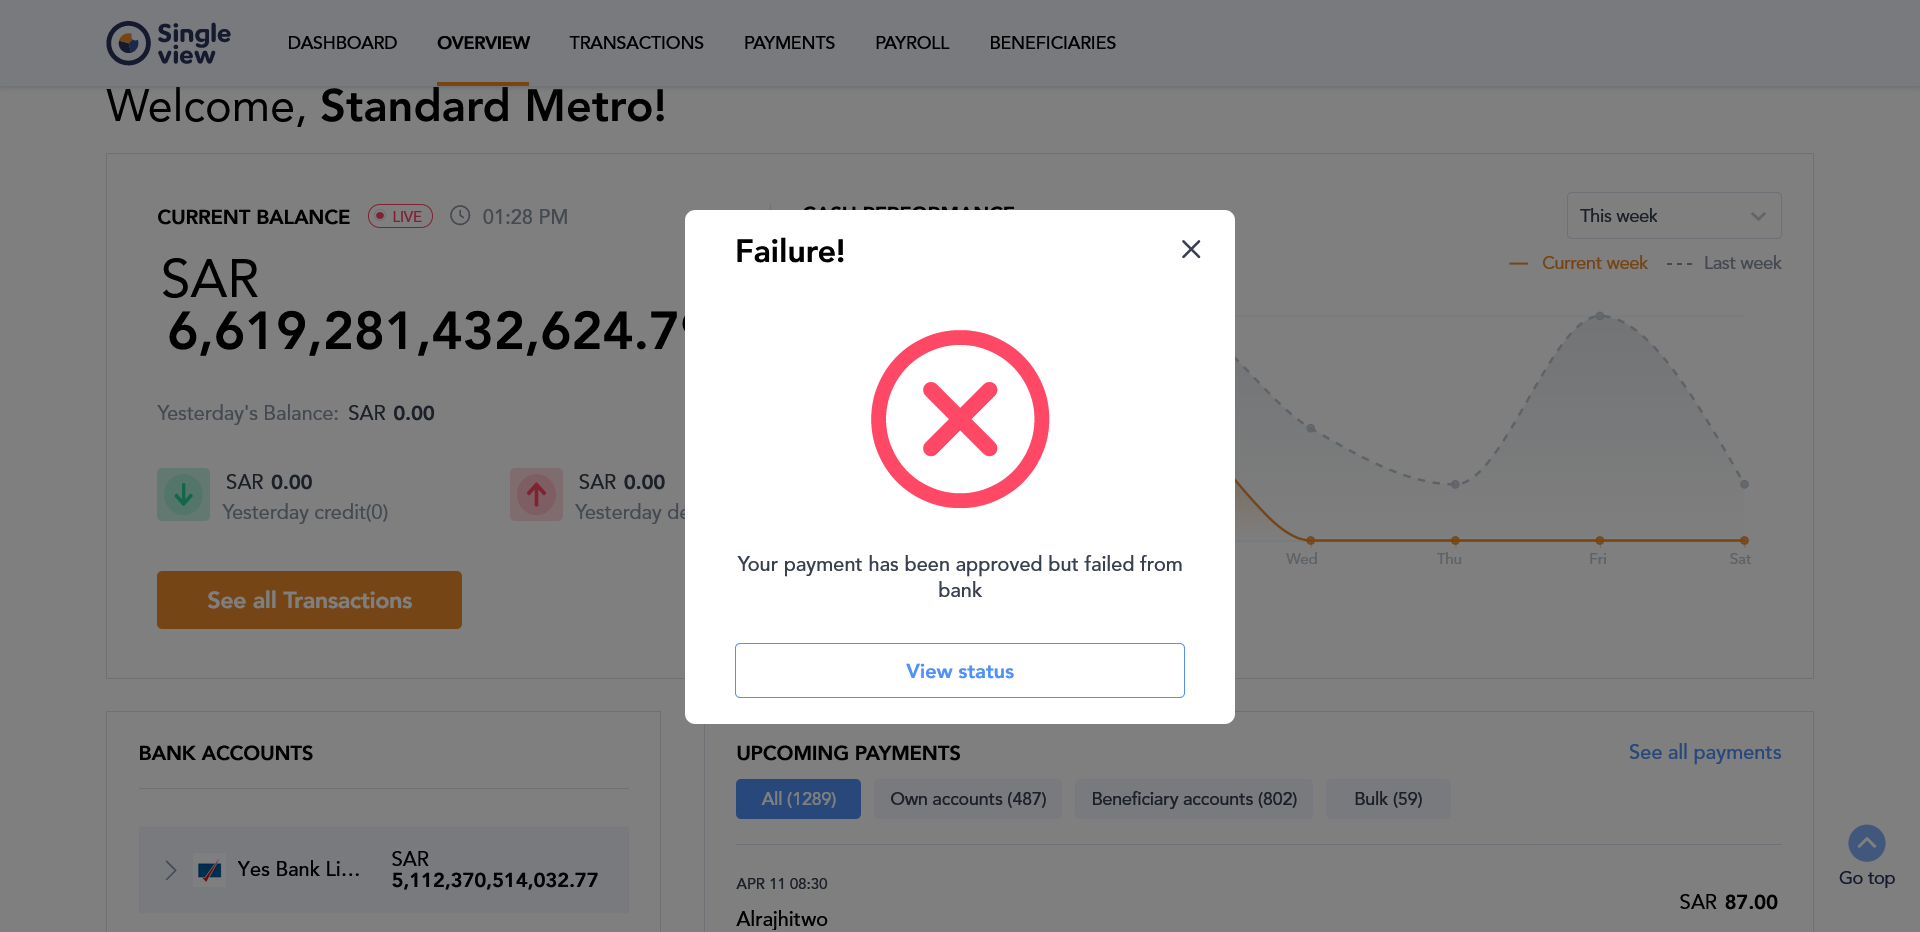 Single
view
DASHBOARD
OVERVIEW
TRANSACTIONS
PAYMENTS
PAYROLL
BENEFICIARIES
Welcome, Standard Metro!
CURRENT BALANCE
LIVE
01:28 PM
SAR
6,619,281,432,624.79
Yesterday's Balance: SAR 0.00
SAR 0.00
Yesterday credit(0)
SAR 0.00
Yesterday de
See all Transactions
CASH PERFORMANCE
This week
Current week
Last week
Wed
Thu
Fri
Sat
Failure!
Your payment has been approved but failed from
bank
View status
BANK ACCOUNTS
Yes Bank Li...
SAR
5,112,370,514,032.77
UPCOMING PAYMENTS
See all payments
All (1289)
Own accounts (487)
Beneficiary accounts (802)
Bulk (59)
APR 11 08:30
Alrajhitwo
SAR 87.00
Go top